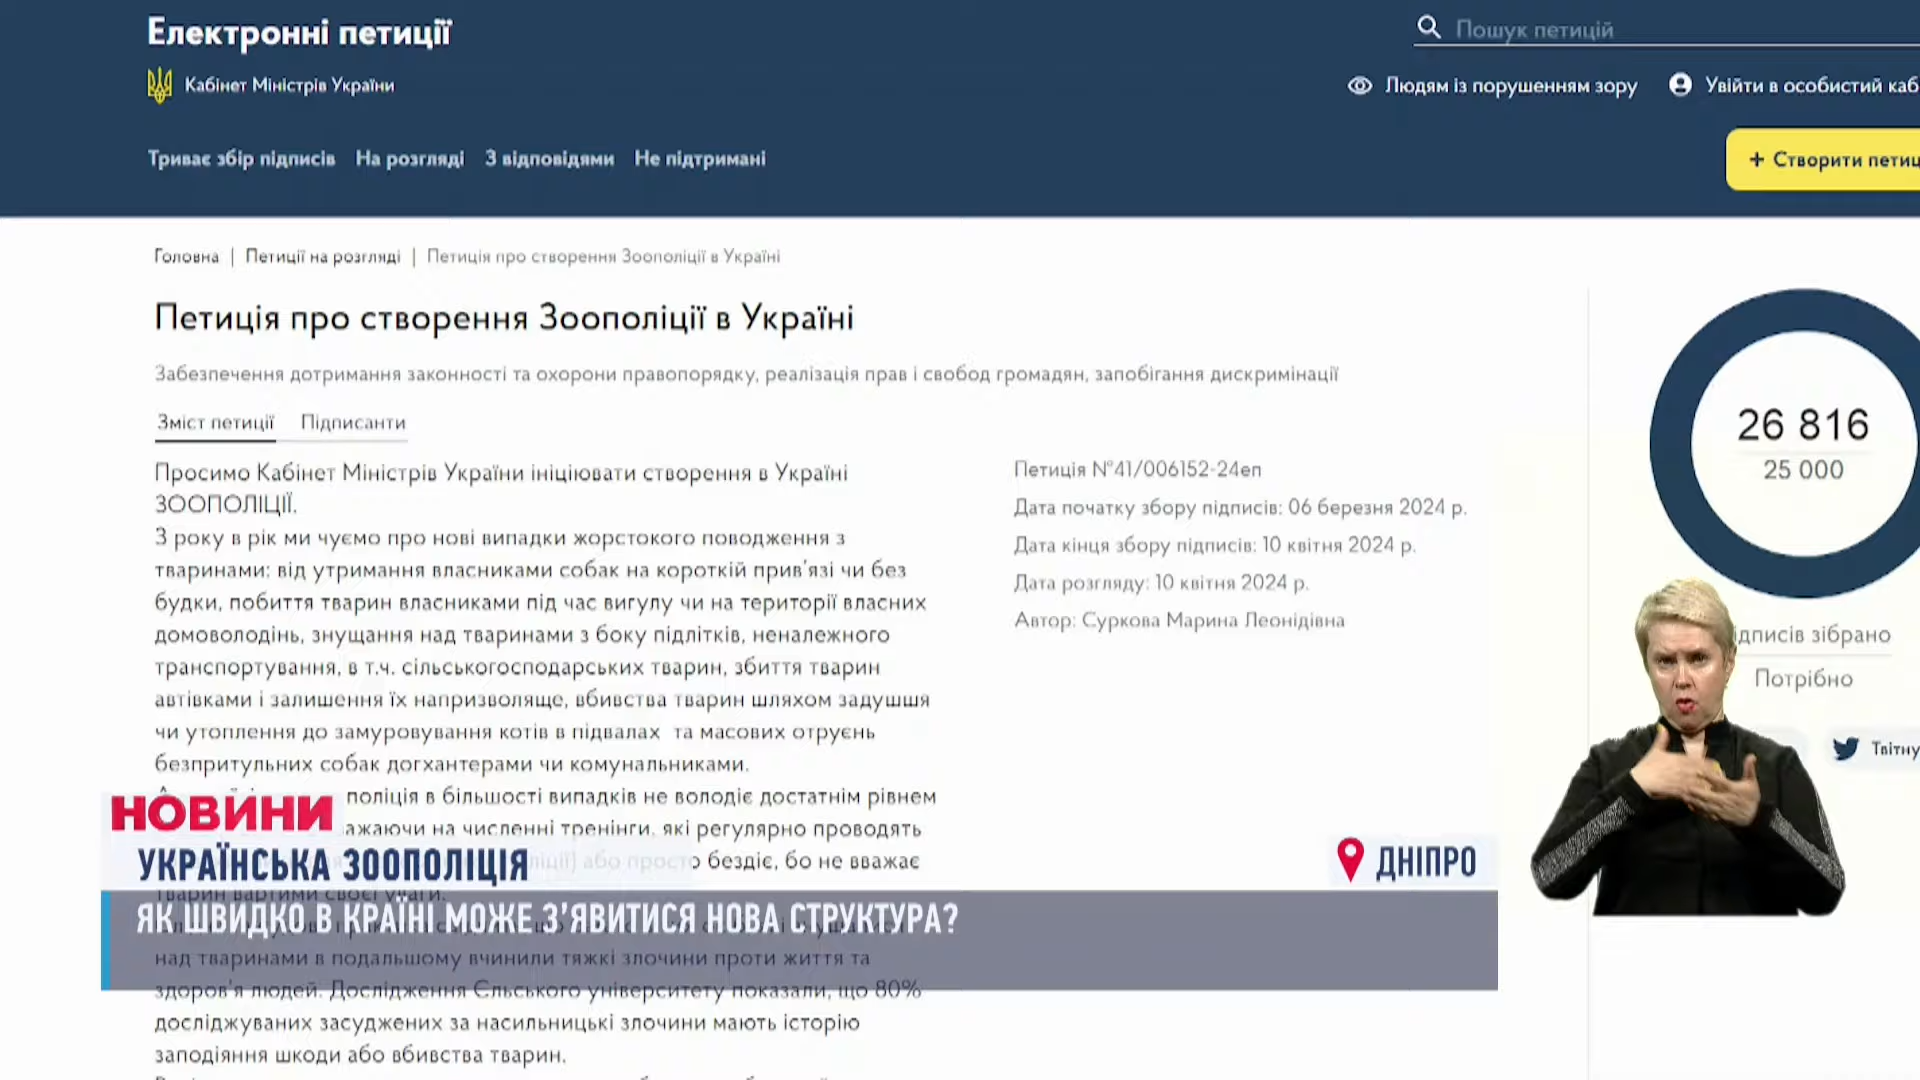 Електронні петиції
Пошук петицій
Кабінет Міністрів України
Людям із порушенням зору
Увійти в особистий каб
Триває збір підписів На розгляді З відповідями Не підтримані
+ Створити петиц
Головна | Петиції на розгляді | Петиція про створення Зоополіції в Україні
Петиція про створення Зоополіції в Україні
Забезпечення дотримання законності та охорони правопорядку, реалізація прав і свобод громадян, запобігання дискримінації
Зміст петиції Підписанти
Просимо Кабінет Міністрів України ініціювати створення в Україні
ЗООПОЛІЦІЇ.
З року в рік ми чуємо про нові випадки жорстокого поводження з
тваринами: від утримання власниками собак на короткій прив'язі чи без
будки, побиття тварин власниками під час вигулу чи на території власних
домоволодінь, знущання над тваринами з боку підлітків, неналежного
транспортування, в т.ч. сільськогосподарських тварин, збиття тварин
автівками і залишення їх напризволяще, вбивства тварин шляхом задушшя
чи утоплення до замуровування котів в підвалах та масових отруєнь
безпритульних собак догхантерами чи комунальниками.
поліція в більшості випадків не володіє достатнім рівнем
ажаючи на численні тренінги, які регулярно проводять
ліції) або просто бездіє, бо не вважає
тварин вартими своєї уваги.
над тваринами в подальшому вчинили тяжкі злочини проти життя та
здоров'я людей. Дослідження Єльського університету показали, що 80%
досліджуваних засуджених за насильницькі злочини мають історію
заподіяння шкоди або вбивства тварин.
Петиція №41/006152-24еп
Дата початку збору підписів: 06 березня 2024 р.
Дата кінця збору підписів: 10 квітня 2024 р.
Дата розгляду: 10 квітня 2024 р.
Автор: Суркова Марина Леонідівна
26 816
25 000
дписів зібрано
Потрібно
Твітну
НОВИНИ
УКРАЇНСЬКА ЗООПОЛІЦІЯ
ДНІПРО
ЯК ШВИДКО В КРАЇНІ МОЖЕ З’ЯВИТИСЯ НОВА СТРУКТУРА?